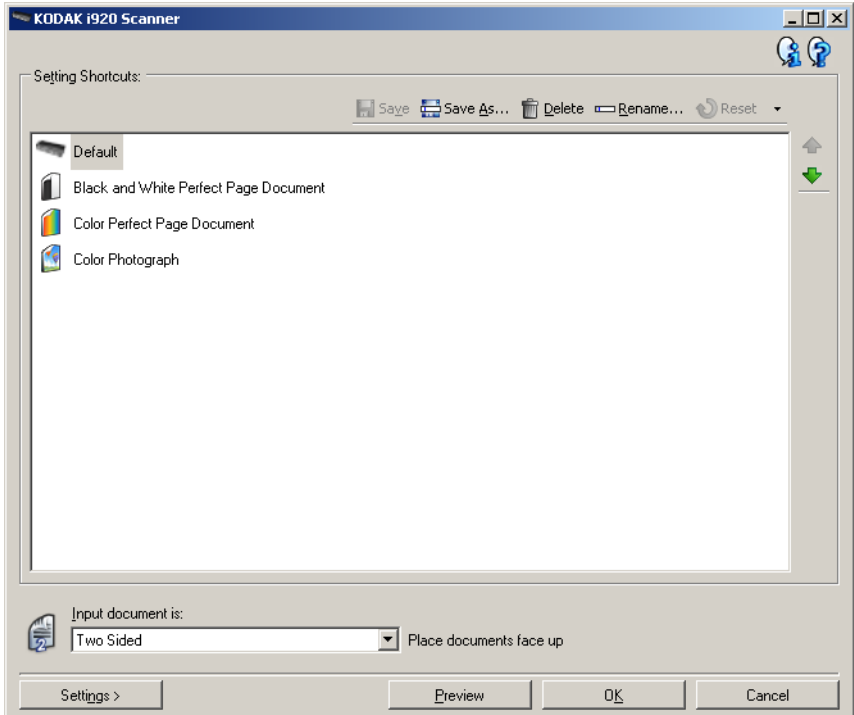 KODAK i920 Scanner
Setting Shortcuts:
Save Save As... Delete Rename... Reset
Default
Black and White Perfect Page Document
Color Perfect Page Document
Color Photograph
Input document is:
2 Two Sided Place documents face up
Settings > Preview OK Cancel